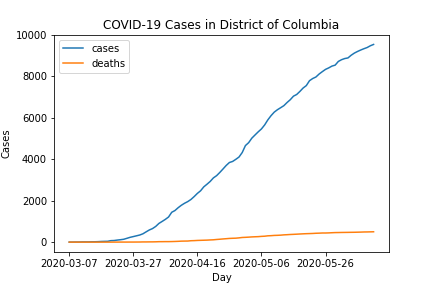 COVID-19 Cases in District of Columbia
cases
deaths
10000
8000
6000
4000
2000
0
Cases
2020-03-07 2020-03-27 2020-04-16 2020-05-06 2020-05-26
Day